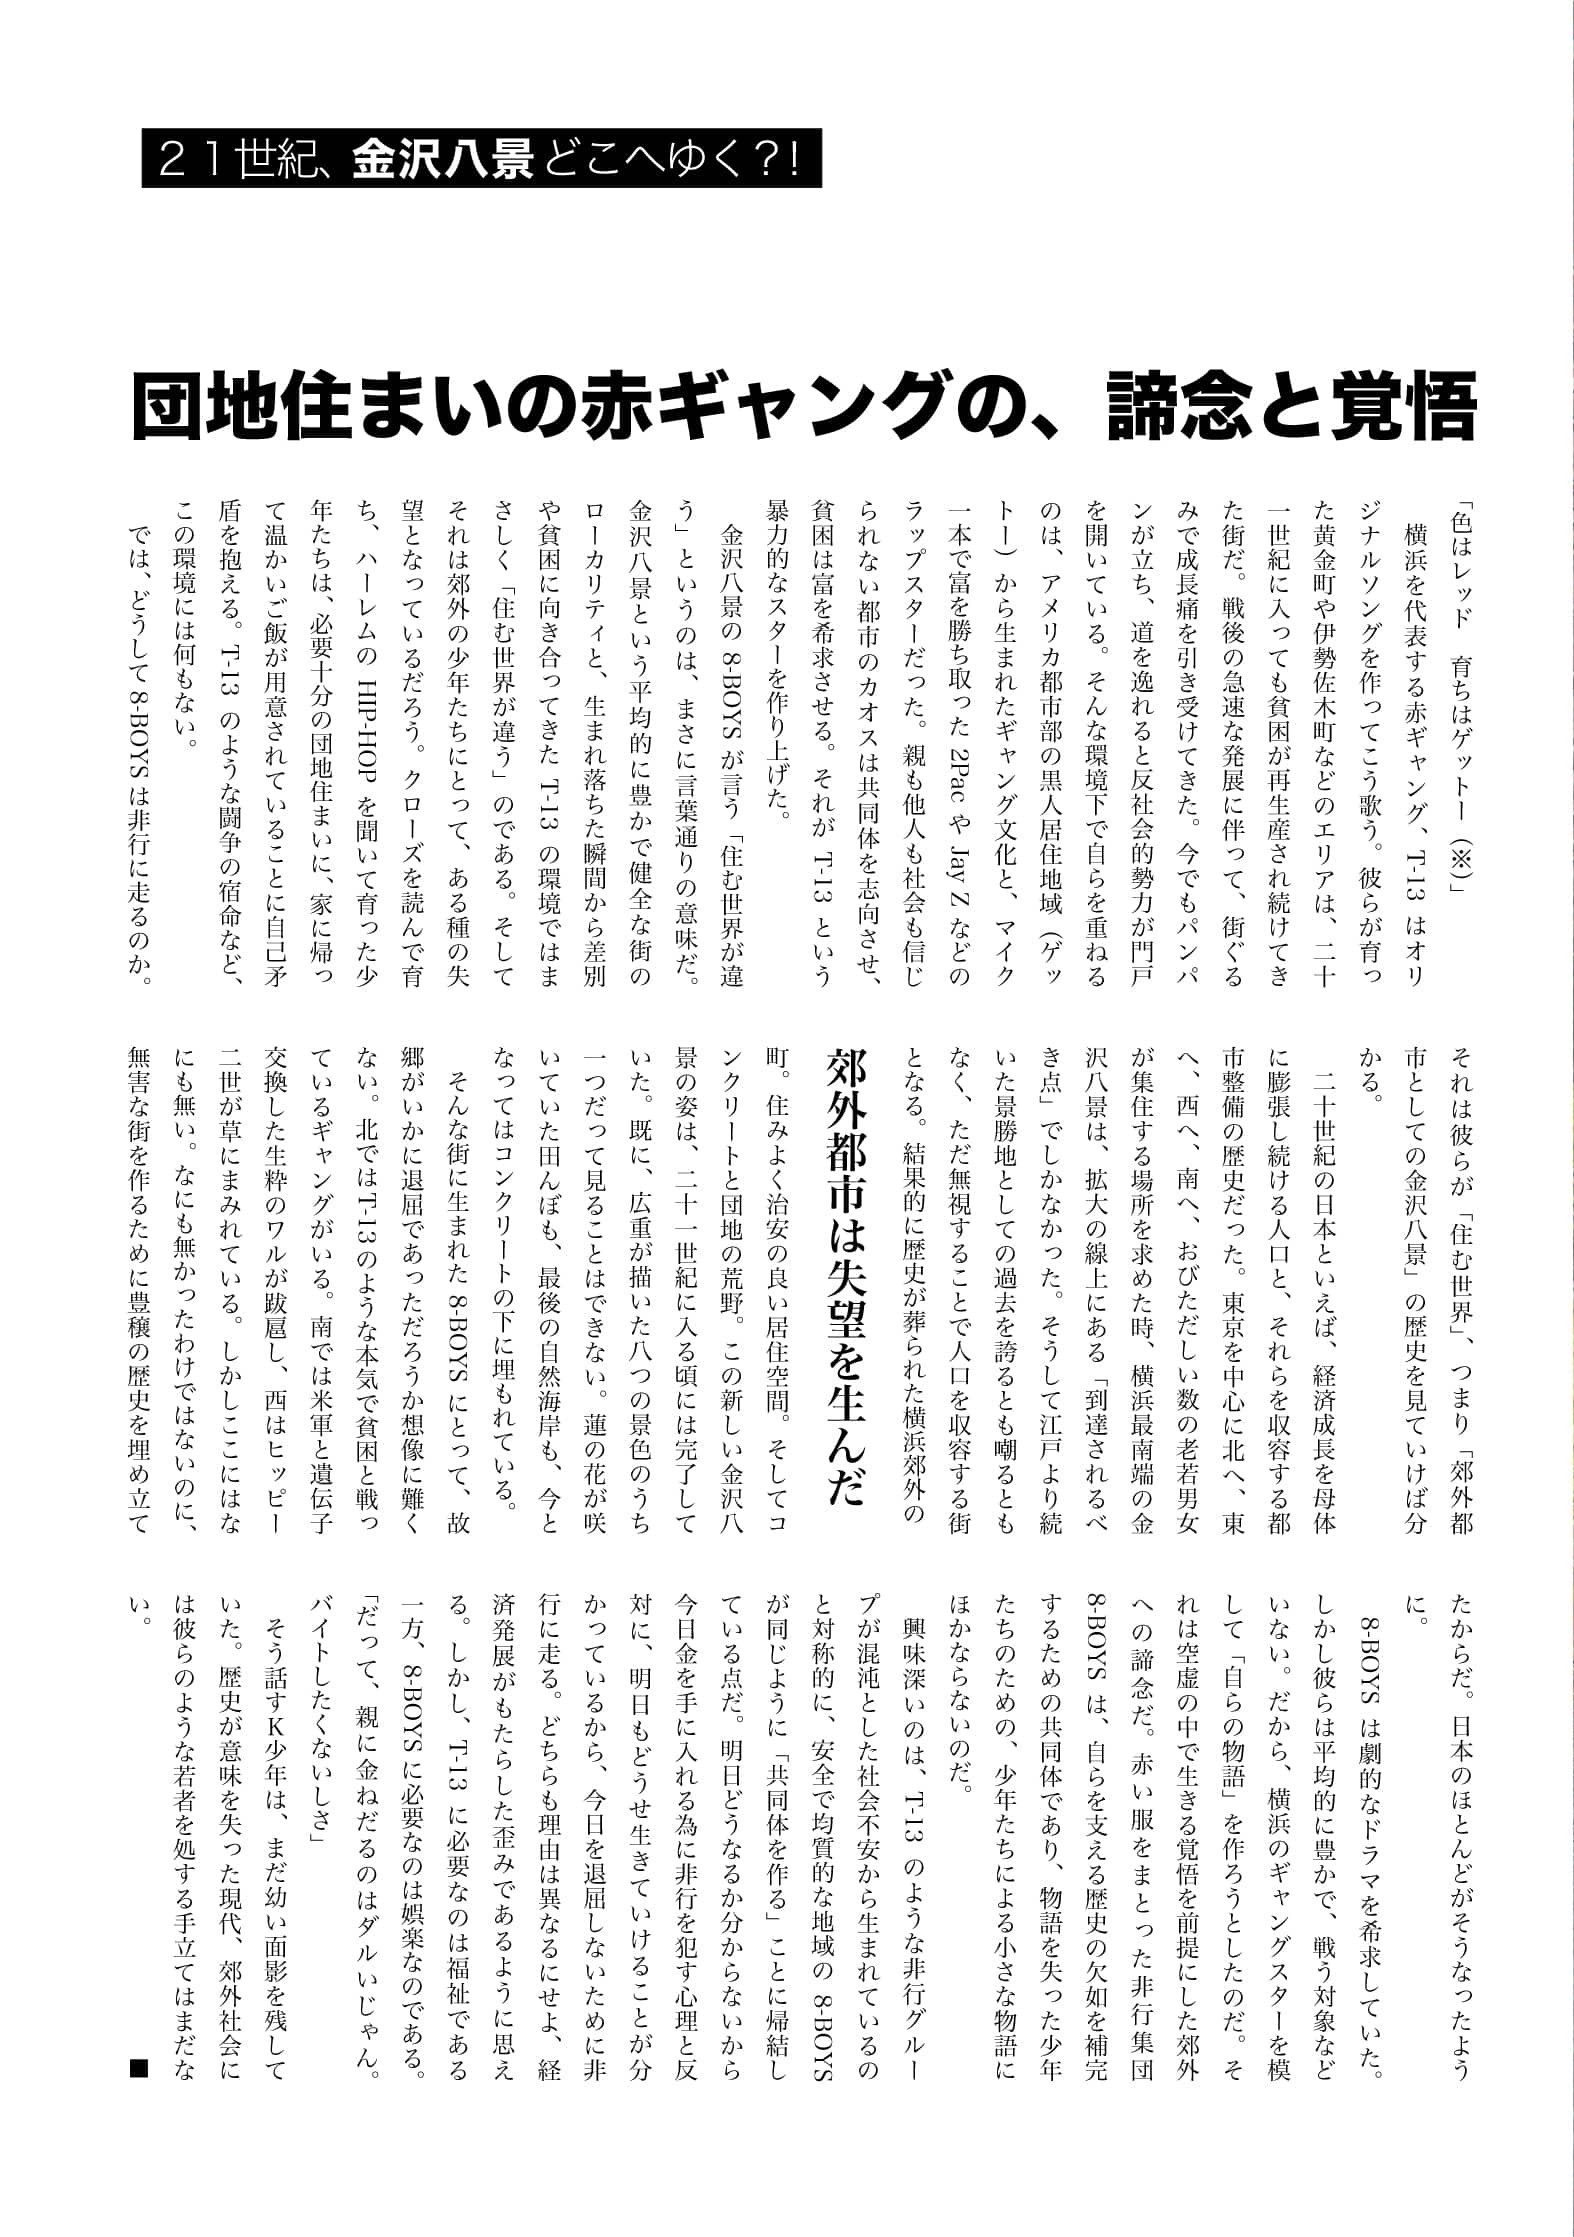 21世紀、金沢八景どこへゆく?!
団地住まいの赤ギャングの、諦念と覚悟
「色はレッド　育ちはゲットー（※）」
横浜を代表する赤ギャング、T-13 はオリ
ジナルソングを作ってこう歌う。彼らが育っ
た黄金町や伊勢佐木町などのエリアは、二十
一世紀に入っても貧困が再生産され続けてき
た街だ。戦後の急速な発展に伴って、街ぐる
みで成長痛を引き受けてきた。今でもパンパ
ンが立ち、道を逸れると反社会的勢力が門戸
を開いている。そんな環境下で自らを重ねる
のは、アメリカ都市部の黒人居住地域（ゲッ
トー）から生まれたギャング文化と、マイク
一本で富を勝ち取った 2Pac や Jay Z などの
ラップスターだった。親も他人も社会も信じ
られない都市のカオスは共同体を志向させ、
貧困は富を希求させる。それが T-13 という
暴力的なスターを作り上げた。
金沢八景の 8-BOYS が言う「住む世界が違
う」というのは、まさに言葉通りの意味だ。
金沢八景という平均的に豊かで健全な街の
ローカリティと、生まれ落ちた瞬間から差別
や貧困に向き合ってきた T-13 の環境ではま
さしく「住む世界が違う」のである。そして
それは郊外の少年たちにとって、ある種の失
望となっているだろう。クローズを読んで育
ち、ハーレムの HIP-HOP を聞いて育った少
年たちは、必要十分の団地住まいに、家に帰っ
て温かいご飯が用意されていることに自己矛
盾を抱える。T-13 のような闘争の宿命など、
この環境には何もない。
では、どうして 8-BOYS は非行に走るのか。
それは彼らが「住む世界」、つまり「郊外都
市としての金沢八景」の歴史を見ていけば分
かる。
二十世紀の日本といえば、経済成長を母体
に膨張し続ける人口と、それらを収容する都
市整備の歴史だった。東京を中心に北へ、東
へ、西へ、南へ、おびただしい数の老若男女
が集住する場所を求めた時、横浜最南端の金
沢八景は、拡大の線上にある「到達されるべ
き点」でしかなかった。そうして江戸より続
いた景勝地としての過去を誇るとも嘲るとも
なく、ただ無視することで人口を収容する街
となる。結果的に歴史が葬られた横浜郊外の
郊外都市は失望を生んだ
町。住みよく治安の良い居住空間。そしてコ
ンクリートと団地の荒野。この新しい金沢八
景の姿は、二十一世紀に入る頃には完了して
いた。既に、広重が描いた八つの景色のうち
一つだって見ることはできない。蓮の花が咲
いていた田んぼも、最後の自然海岸も、今と
なってはコンクリートの下に埋もれている。
そんな街に生まれた 8-BOYS にとって、故
郷がいかに退屈であっただろうか想像に難く
ない。北ではT-13のような本気で貧困と戦っ
ているギャングがいる。南では米軍と遺伝子
交換した生粋のワルが跋扈し、西はヒッピー
二世が草にまみれている。しかしここにはな
にも無い。なにも無かったわけではないのに、
無害な街を作るために豊穣の歴史を埋め立て
たからだ。日本のほとんどがそうなったよう
に。
8-BOYS は劇的なドラマを希求していた。
しかし彼らは平均的に豊かで、戦う対象など
いない。だから、横浜のギャングスターを模
して「自らの物語」を作ろうとしたのだ。そ
れは空虚の中で生きる覚悟を前提にした郊外
への諦念だ。赤い服をまとった非行集団
8-BOYS は、自らを支える歴史の欠如を補完
するための共同体であり、物語を失った少年
たちのための、少年たちによる小さな物語に
ほかならないのだ。
興味深いのは、T-13 のような非行グルー
プが混沌とした社会不安から生まれているの
と対称的に、安全で均質的な地域の 8-BOYS
が同じように「共同体を作る」ことに帰結し
ている点だ。明日どうなるか分からないから
今日金を手に入れる為に非行を犯す心理と反
対に、明日もどうせ生きていけることが分
かっているから、今日を退屈しないために非
行に走る。どちらも理由は異なるにせよ、経
済発展がもたらした歪みであるように思え
る。しかし、T-13 に必要なのは福祉である
一方、8-BOYS に必要なのは娯楽なのである。
「だって、親に金ねだるのはダルいじゃん。
バイトしたくないしさ」
そう話すK少年は、まだ幼い面影を残して
いた。歴史が意味を失った現代、郊外社会に
は彼らのような若者を処する手立てはまだな
い。■